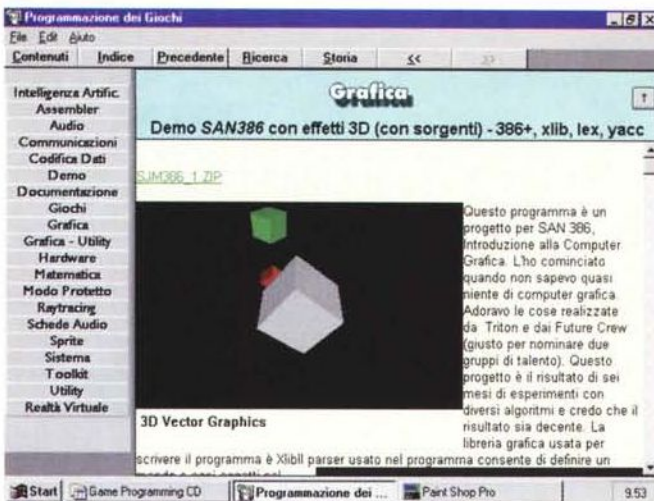 Programmazione dei Giochi
File Edit Aiuto
Contenuti Indice Precedente Ricerca Storia << >>
Intelligenza Artific.
Assembler
Audio
Communicazioni
Codifica Dati
Demo
Documentazione
Giochi
Grafica
Grafica - Utility
Hardware
Matematica
Modo Protetto
Raytracing
Schede Audio
Sprite
Sistema
Toolkit
Utility
Realtà Virtuale
Grafica
Demo SAN386 con effetti 3D (con sorgenti) - 386+, xlib, lex, yacc
SJM386_1.ZIP
Questo programma è un
progetto per SAN 386,
Introduzione alla Computer
Grafica. L'ho cominciato
quando non sapevo quasi
niente di computer grafica.
Adoravo le cose realizzate
da Triton e dai Future Crew
(giusto per nominare due
gruppi di talento). Questo
progetto è il risultato di sei
mesi di esperimenti con
diversi algoritmi e credo che il
risultato sia decente. La
libreria grafica usata per
3D Vector Graphics
scrivere il programma è XlibIl parser usato nel programma consente di definire un
Start Game Programming CD Programmazione dei ... Paint Shop Pro 9.53